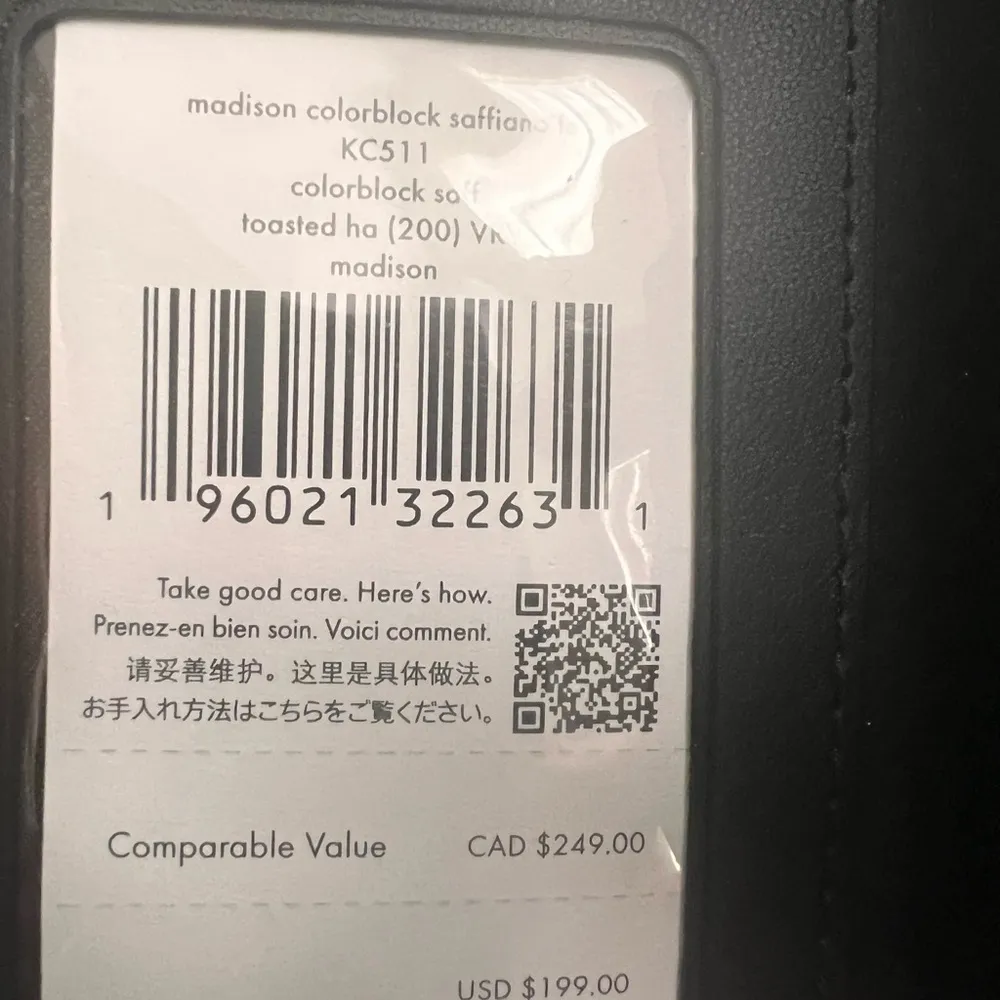 madison colorblock saffiano
KC511
colorblock saff
toasted ha (200)
madison
1 96021 32263 1
Take good care. Here's how.
Prenez-en bien soin. Voici comment.
请妥善维护。这里是具体做法。
お手入れ方法はこちらをご覧ください。
Comparable Value CAD $249.00
USD $199.00